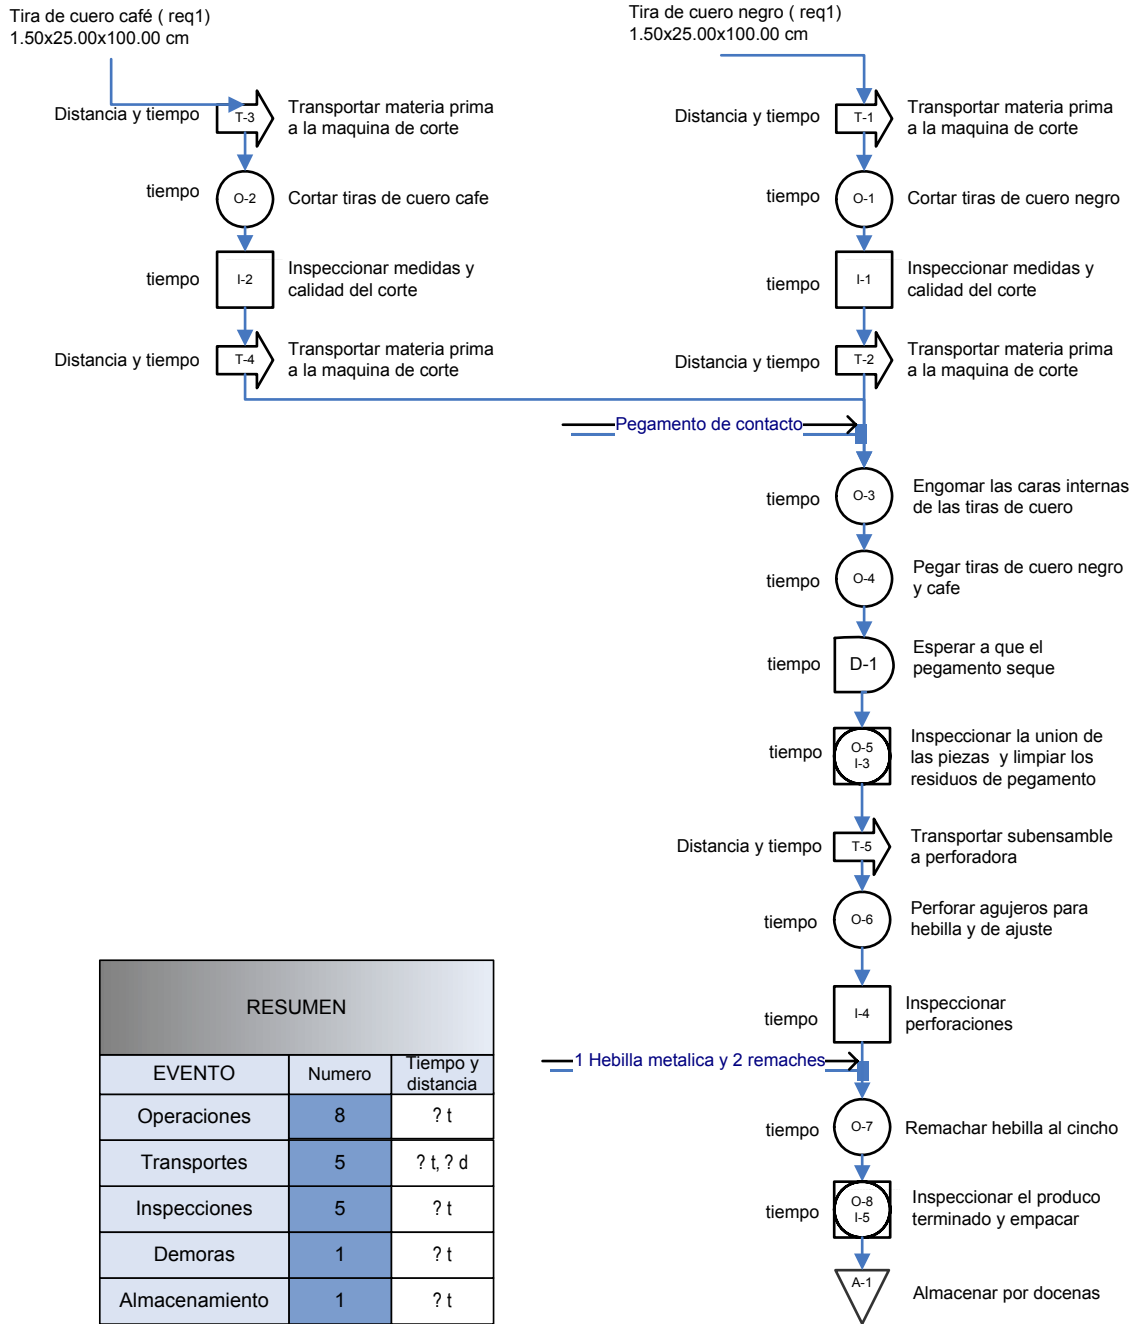 Tira de cuero café ( req1)
1.50x25.00x100.00 cm
Tira de cuero negro ( req1)
1.50x25.00x100.00 cm
Distancia y tiempo
T-3
Transportar materia prima
a la maquina de corte
Distancia y tiempo
T-1
Transportar materia prima
a la maquina de corte
tiempo
O-2
Cortar tiras de cuero cafe
tiempo
O-1
Cortar tiras de cuero negro
tiempo
I-2
Inspeccionar medidas y
calidad del corte
tiempo
I-1
Inspeccionar medidas y
calidad del corte
Distancia y tiempo
T-4
Transportar materia prima
a la maquina de corte
Distancia y tiempo
T-2
Transportar materia prima
a la maquina de corte
Pegamento de contacto
tiempo
O-3
Engomar las caras internas
de las tiras de cuero
tiempo
O-4
Pegar tiras de cuero negro
y cafe
tiempo
D-1
Esperar a que el
pegamento seque
tiempo
O-5
I-3
Inspeccionar la union de
las piezas y limpiar los
residuos de pegamento
Distancia y tiempo
T-5
Transportar subensamble
a perforadora
tiempo
O-6
Perforar agujeros para
hebilla y de ajuste
tiempo
I-4
Inspeccionar
perforaciones
1 Hebilla metalica y 2 remaches
tiempo
O-7
Remachar hebilla al cincho
tiempo
O-8
I-5
Inspeccionar el produco
terminado y empacar
A-1
Almacenar por docenas
RESUMEN
EVENTO
Numero
Tiempo y
distancia
Operaciones
8
? t
Transportes
5
? t, ? d
Inspecciones
5
? t
Demoras
1
? t
Almacenamiento
1
? t